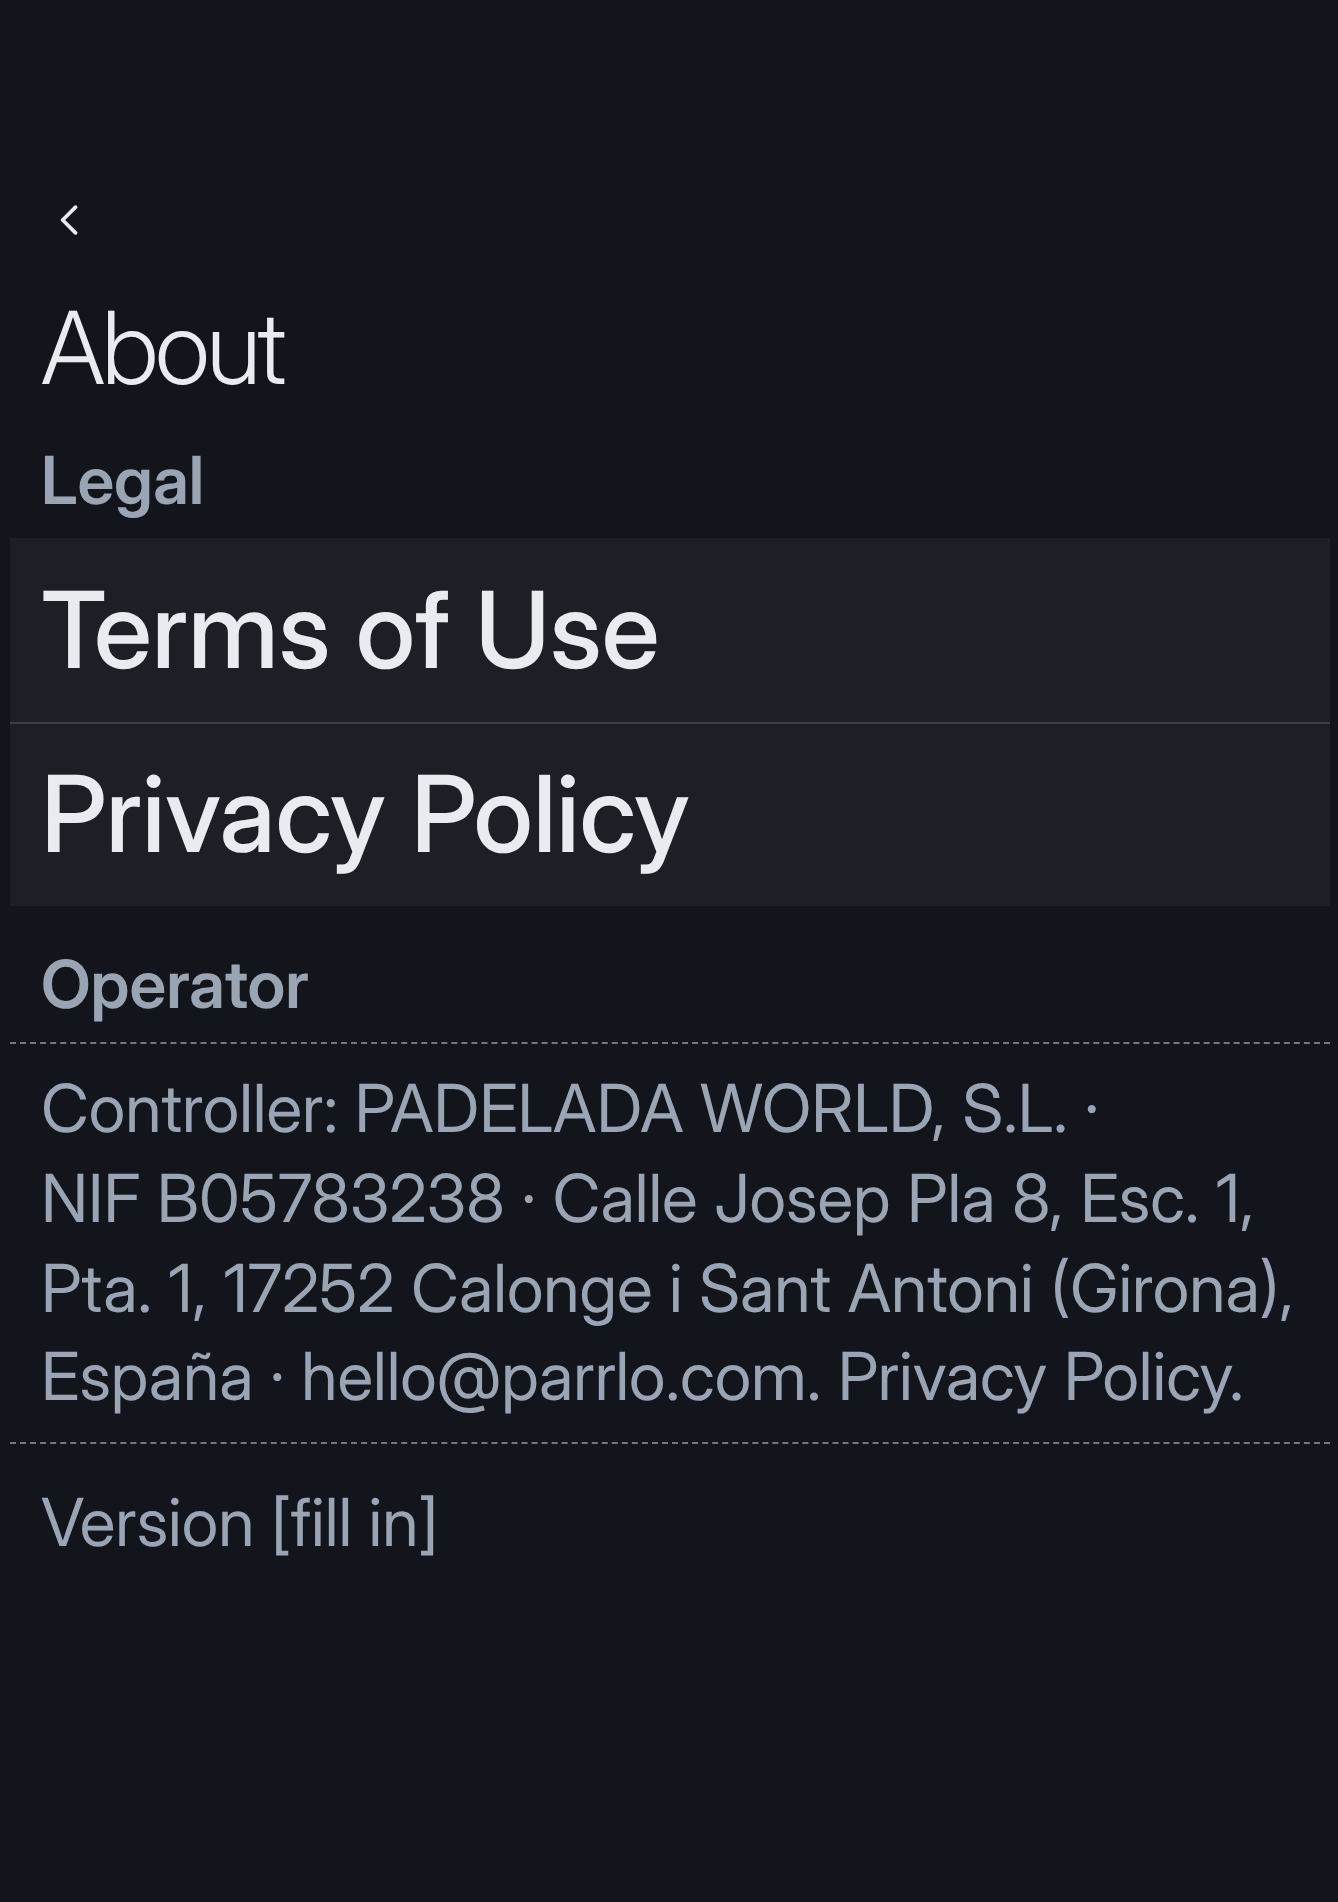 About
Legal
Terms of Use
Privacy Policy
Operator
Controller: PADELADA WORLD, S.L. ·
NIF B05783238 · Calle Josep Pla 8, Esc. 1,
Pta. 1, 17252 Calonge i Sant Antoni (Girona),
España · hello@parrlo.com. Privacy Policy.
Version [fill in]